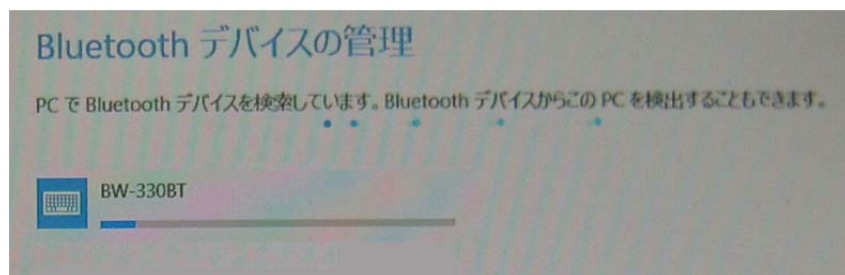 Bluetooth デバイスの管理
PC で Bluetooth デバイスを検索しています。Bluetooth デバイスからこの PC を検出することもできます。
BW-330BT